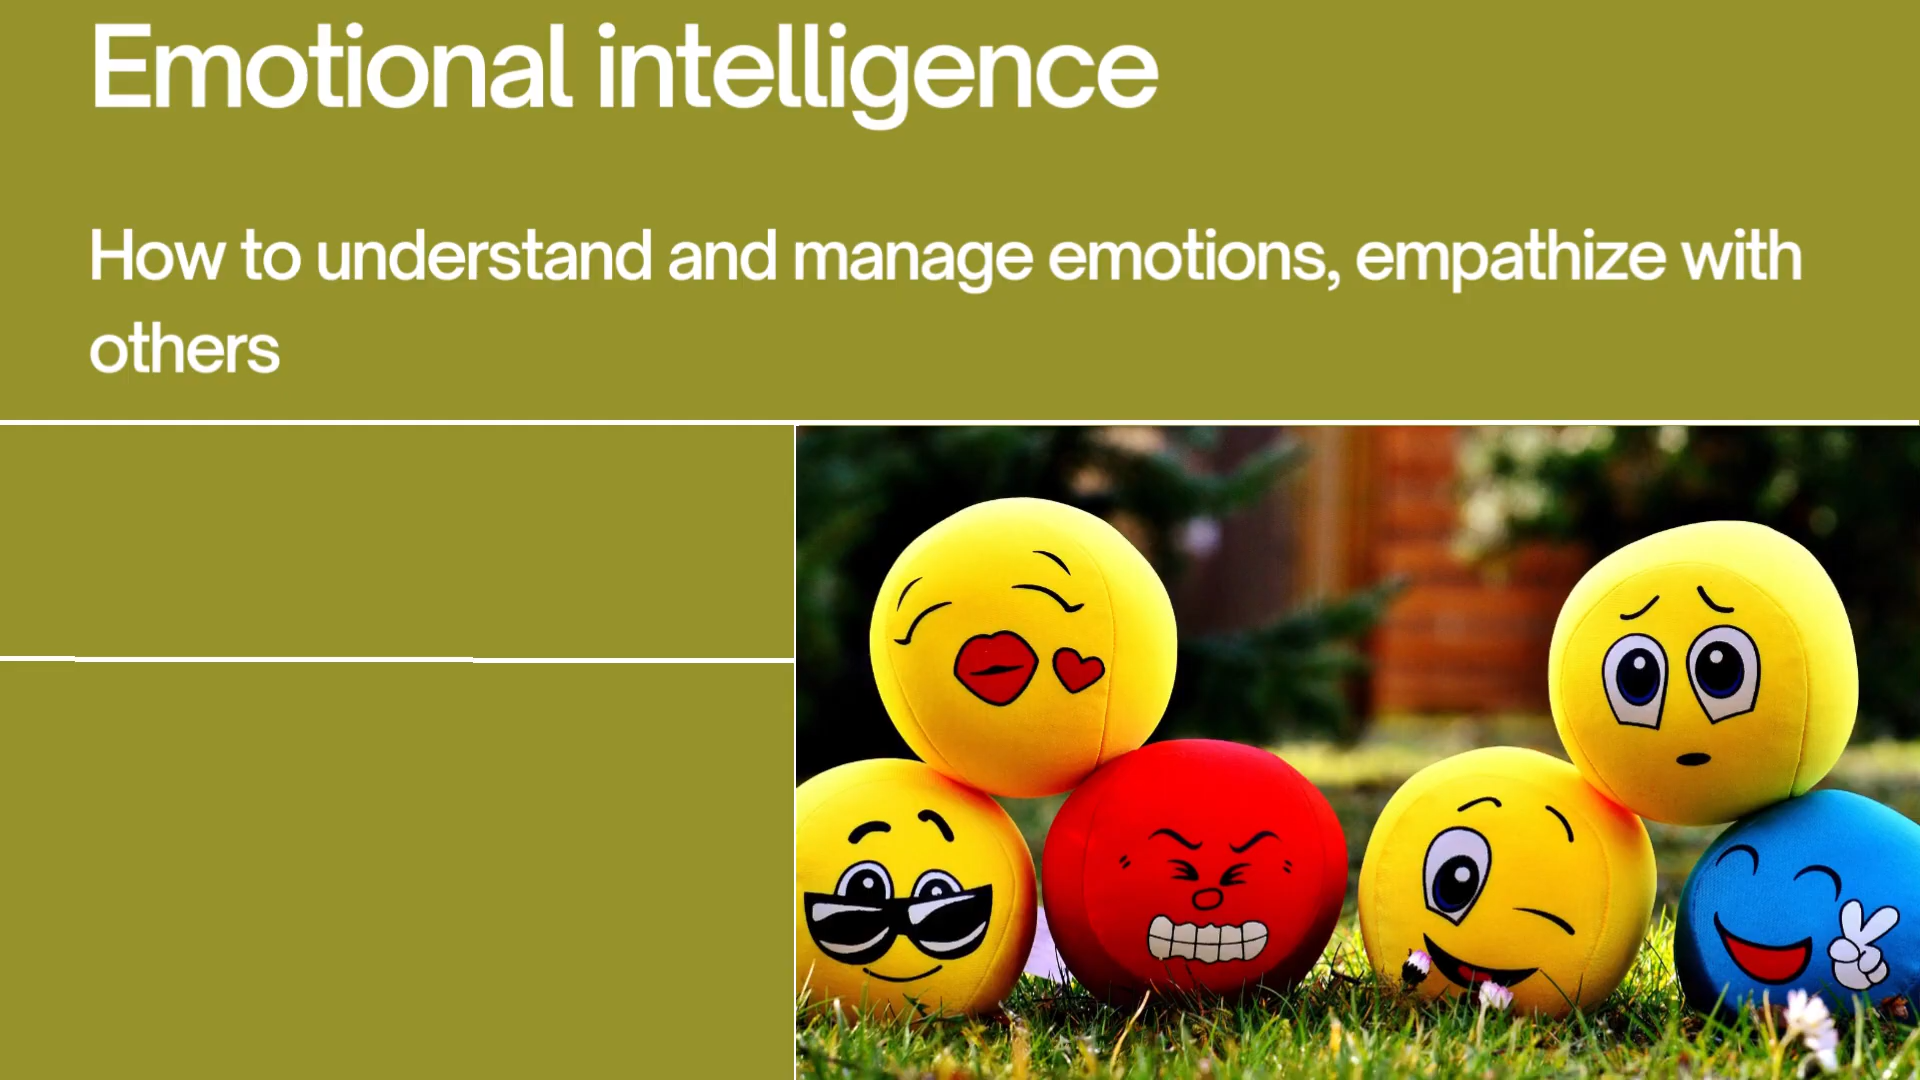 Emotional intelligence
How to understand and manage emotions, empathize with
others